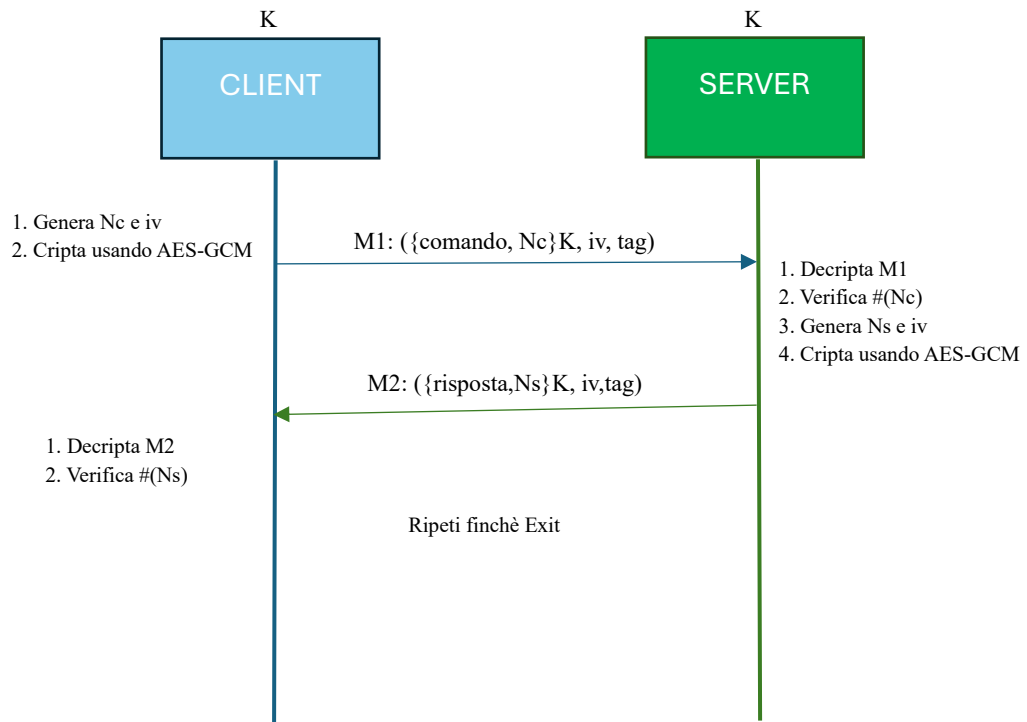 K
K
CLIENT
SERVER
1. Genera Nc e iv
2. Cripta usando AES-GCM
M1: ({comando, Nc}K, iv, tag)
1. Decripta M1
2. Verifica #(Nc)
3. Genera Ns e iv
4. Cripta usando AES-GCM
M2: ({risposta,Ns}K, iv,tag)
1. Decripta M2
2. Verifica #(Ns)
Ripeti finchè Exit